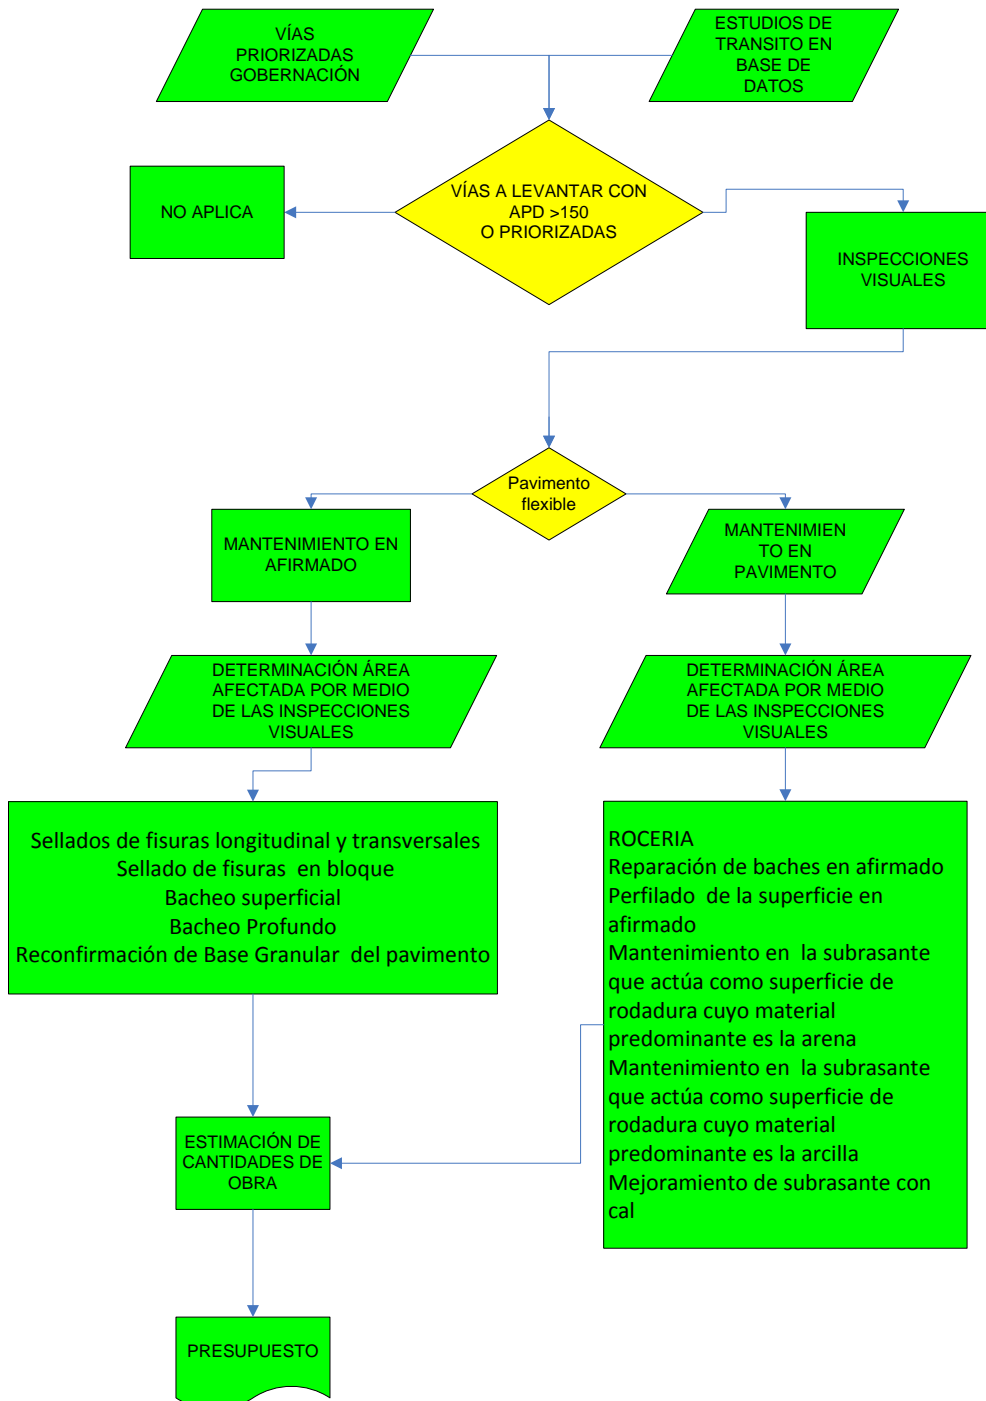 VÍAS
PRIORIZADAS
GOBERNACIÓN
ESTUDIOS DE
TRANSITO EN
BASE DE
DATOS
VÍAS A LEVANTAR CON
APD >150
O PRIORIZADAS
NO APLICA
INSPECCIONES
VISUALES
Pavimento
flexible
MANTENIMIENTO EN
AFIRMADO
MANTENIMIEN
TO EN
PAVIMENTO
DETERMINACIÓN ÁREA
AFECTADA POR MEDIO
DE LAS INSPECCIONES
VISUALES
DETERMINACIÓN ÁREA
AFECTADA POR MEDIO
DE LAS INSPECCIONES
VISUALES
Sellados de fisuras longitudinal y transversales
Sellado de fisuras en bloque
Bacheo superficial
Bacheo Profundo
Reconfirmación de Base Granular del pavimento
ROCERIA
Reparación de baches en afirmado
Perfilado de la superficie en
afirmado
Mantenimiento en la subrasante
que actúa como superficie de
rodadura cuyo material
predominante es la arena
Mantenimiento en la subrasante
que actúa como superficie de
rodadura cuyo material
predominante es la arcilla
Mejoramiento de subrasante con
cal
ESTIMACIÓN DE
CANTIDADES DE
OBRA
PRESUPUESTO